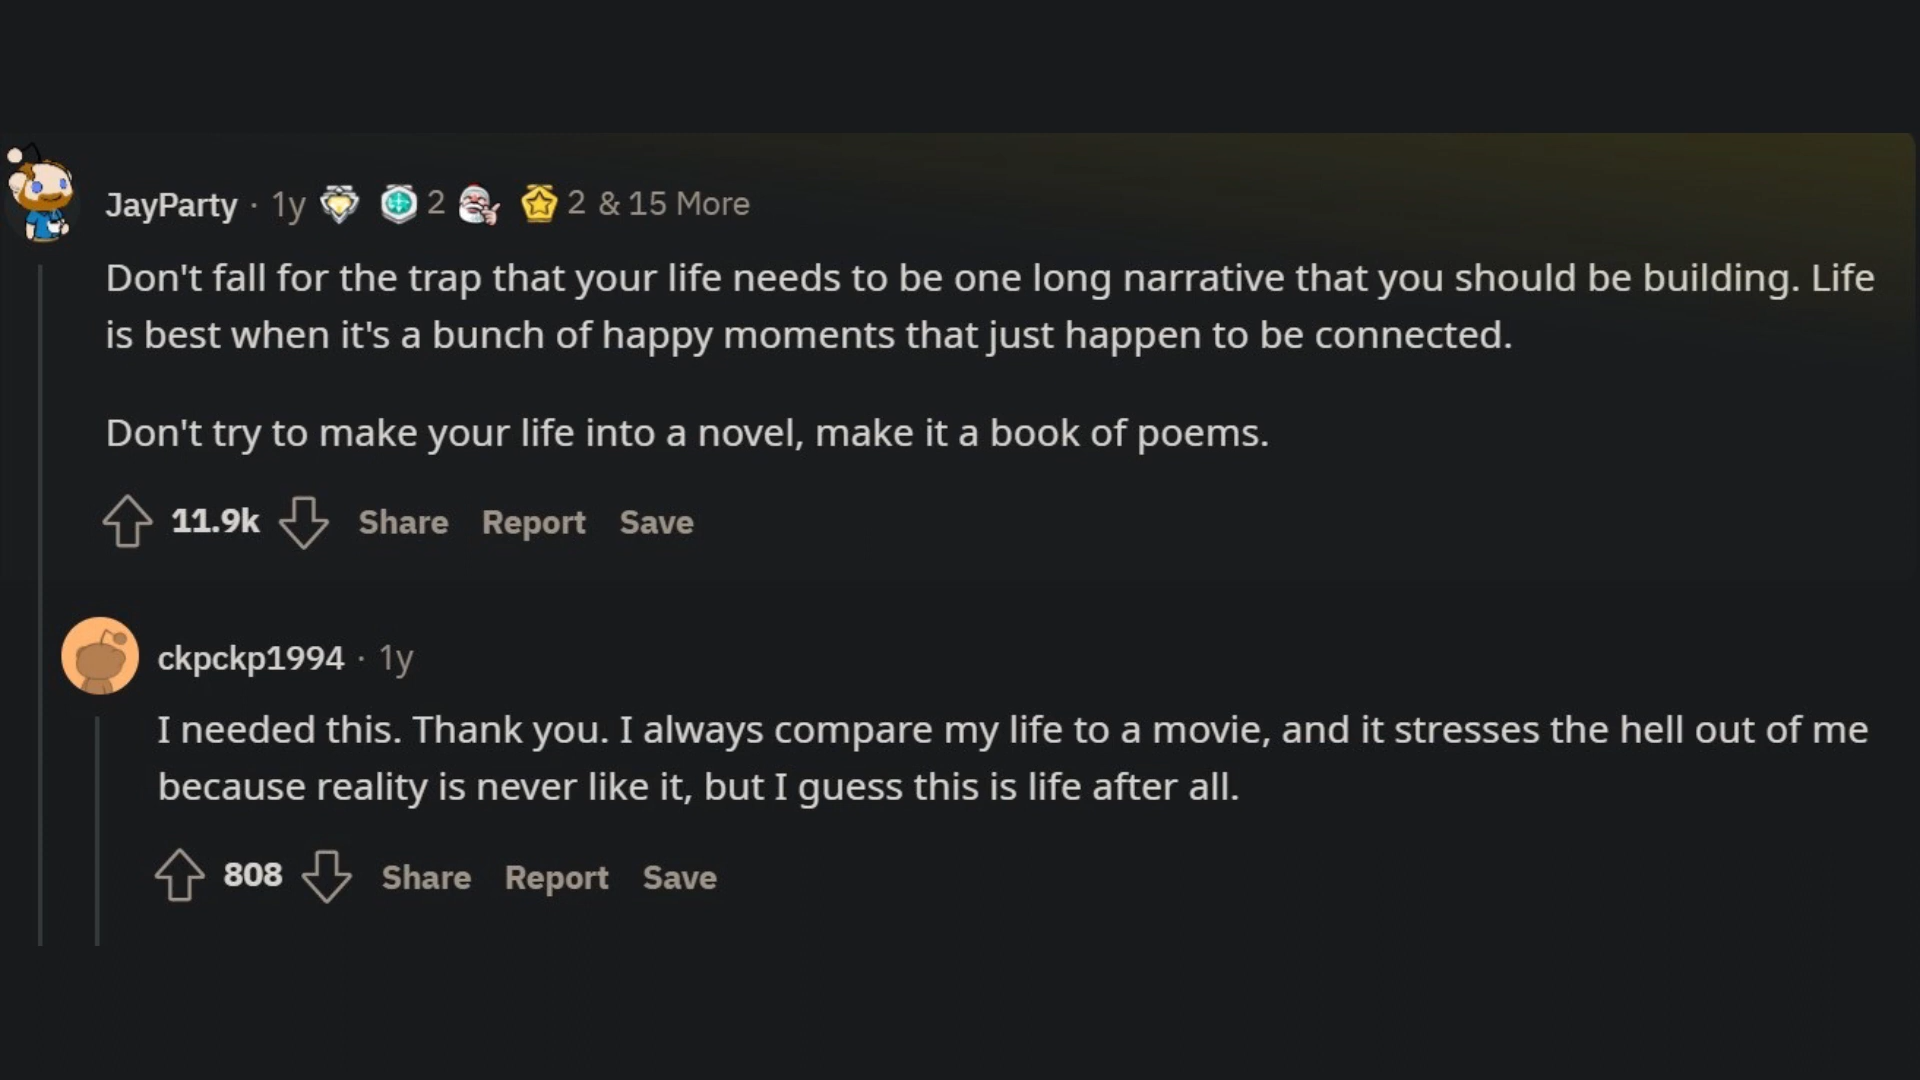 JayParty · 1y 2 2 & 15 More
Don't fall for the trap that your life needs to be one long narrative that you should be building. Life
is best when it's a bunch of happy moments that just happen to be connected.
Don't try to make your life into a novel, make it a book of poems.
11.9k Share Report Save
ckpckp1994 · 1y
I needed this. Thank you. I always compare my life to a movie, and it stresses the hell out of me
because reality is never like it, but I guess this is life after all.
808 Share Report Save